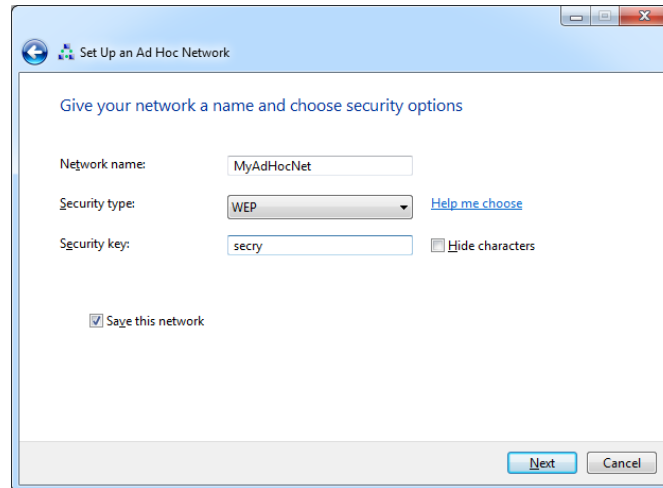 Set Up an Ad Hoc Network
Give your network a name and choose security options
Network name: MyAdHocNet
Security type: WEP Help me choose
Security key: secry Hide characters
Save this network
Next Cancel